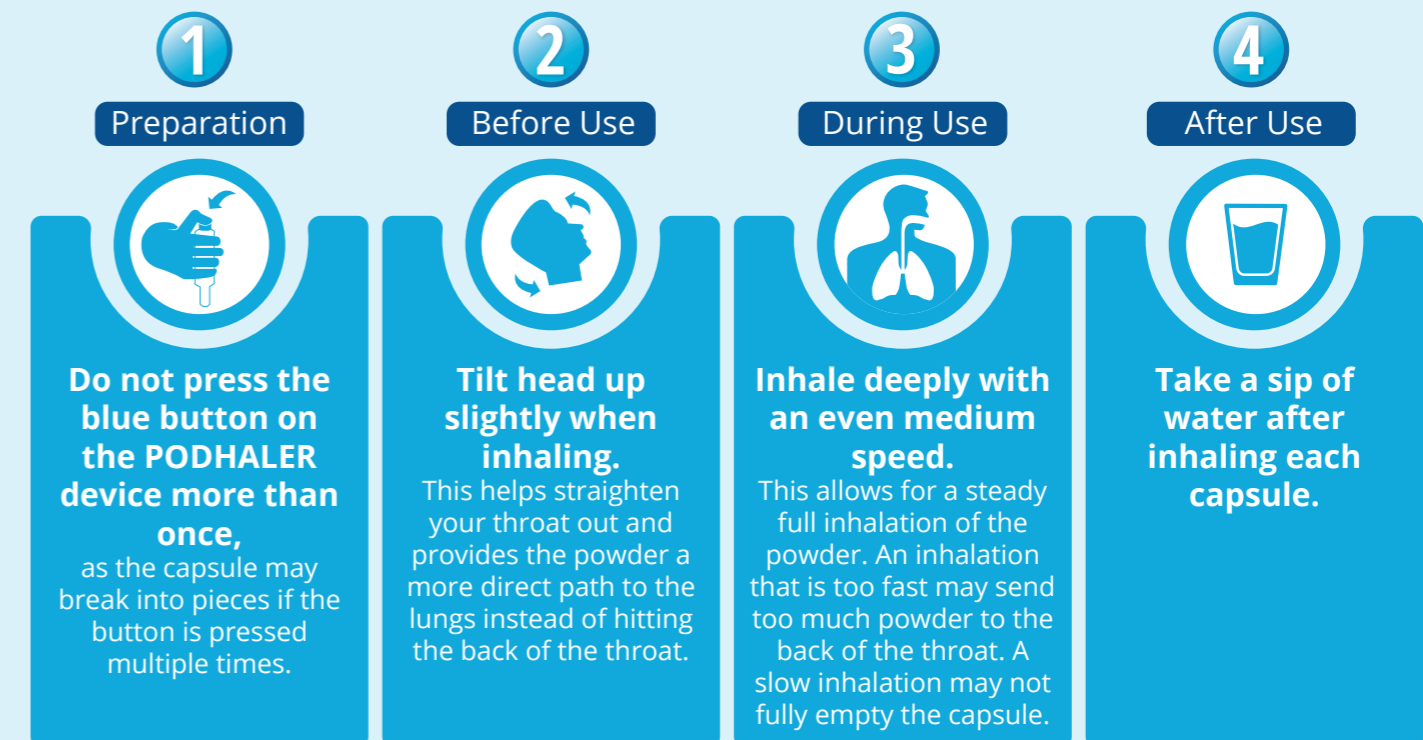 1
Preparation
Do not press the
blue button on
the PODHALER
device more than
once,
as the capsule may
break into pieces if the
button is pressed
multiple times.
2
Before Use
Tilt head up
slightly when
inhaling.
This helps straighten
your throat out and
provides the powder a
more direct path to the
lungs instead of hitting
the back of the throat.
3
During Use
Inhale deeply with
an even medium
speed.
This allows for a steady
full inhalation of the
powder. An inhalation
that is too fast may send
too much powder to the
back of the throat. A
slow inhalation may not
fully empty the capsule.
4
After Use
Take a sip of
water after
inhaling each
capsule.